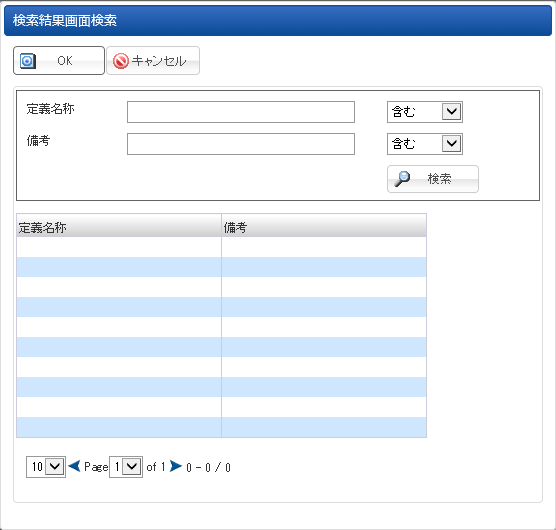 検索結果画面検索
OK キャンセル
定義名称 含む
備考 含む
検索
定義名称 備考
10 Page 1 of 1 0 - 0 / 0